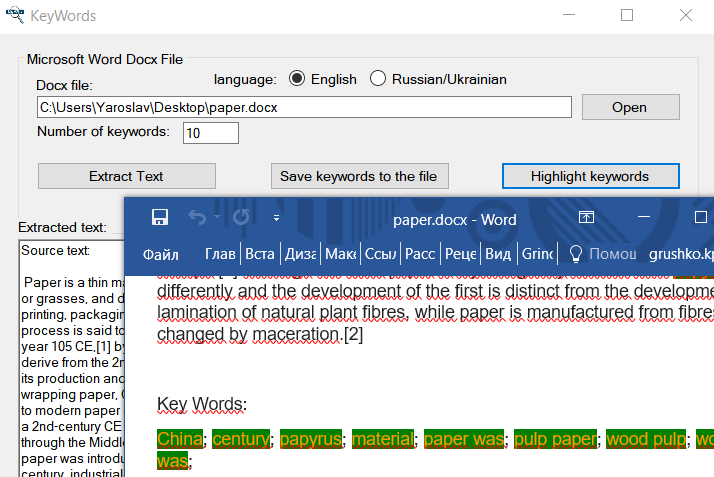 KeyWords
Microsoft Word Docx File
language: English Russian/Ukrainian
Docx file:
C:\Users\Yaroslav\Desktop\paper.docx
Open
Number of keywords: 10
Extract Text
Save keywords to the file
Highlight keywords
Extracted text:
Source text:
Paper is a thin ma
or grasses, and d
printing, packagin
process is said to
year 105 CE,[1] by
derive from the 2n
its production and
wrapping paper,
to modern paper
a 2nd-century CE
through the Middle
paper was introdu
century, industrial
paper.docx - Word
Файл Глав Вста Диза Маке Ссыл Расс Реце Вид Grinc Помощ grushko.kp
differently and the development of the first is distinct from the developme
lamination of natural plant fibres, while paper is manufactured from fibres
changed by maceration.[2]
Key Words:
China; century; papyrus; material; paper was; pulp paper; wood pulp; wo
was;